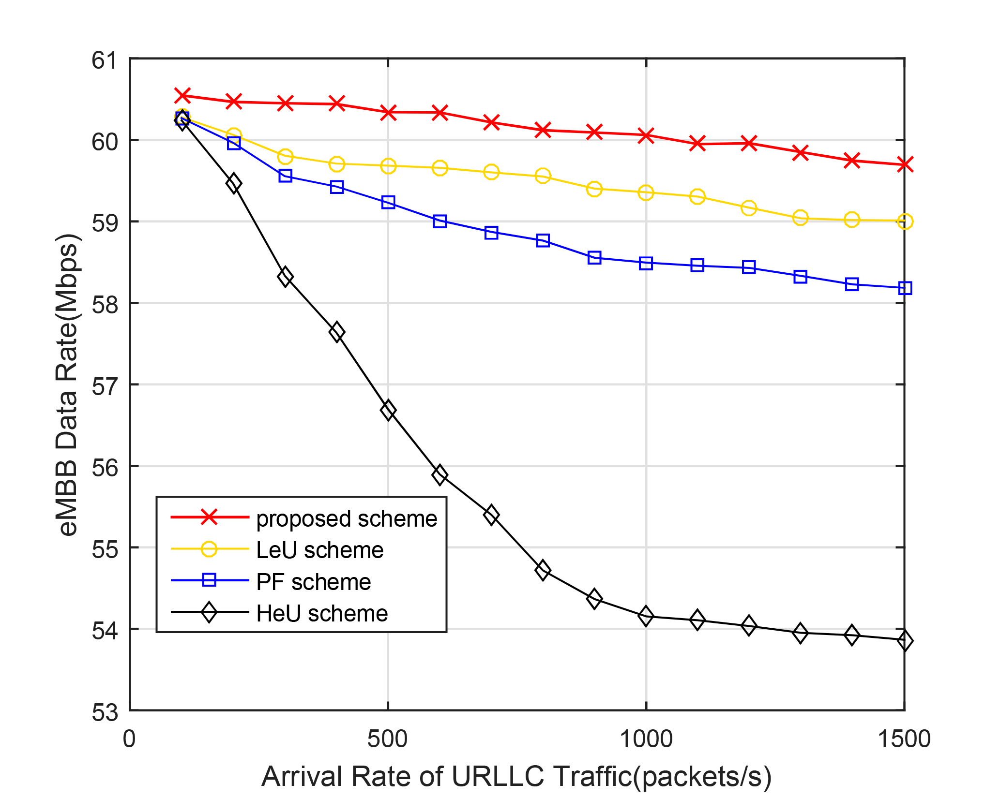 61
60
59
58
57
56
55
54
53
eMBB Data Rate(Mbps)
proposed scheme
LeU scheme
PF scheme
HeU scheme
0 500 1000 1500
Arrival Rate of URLLC Traffic(packets/s)